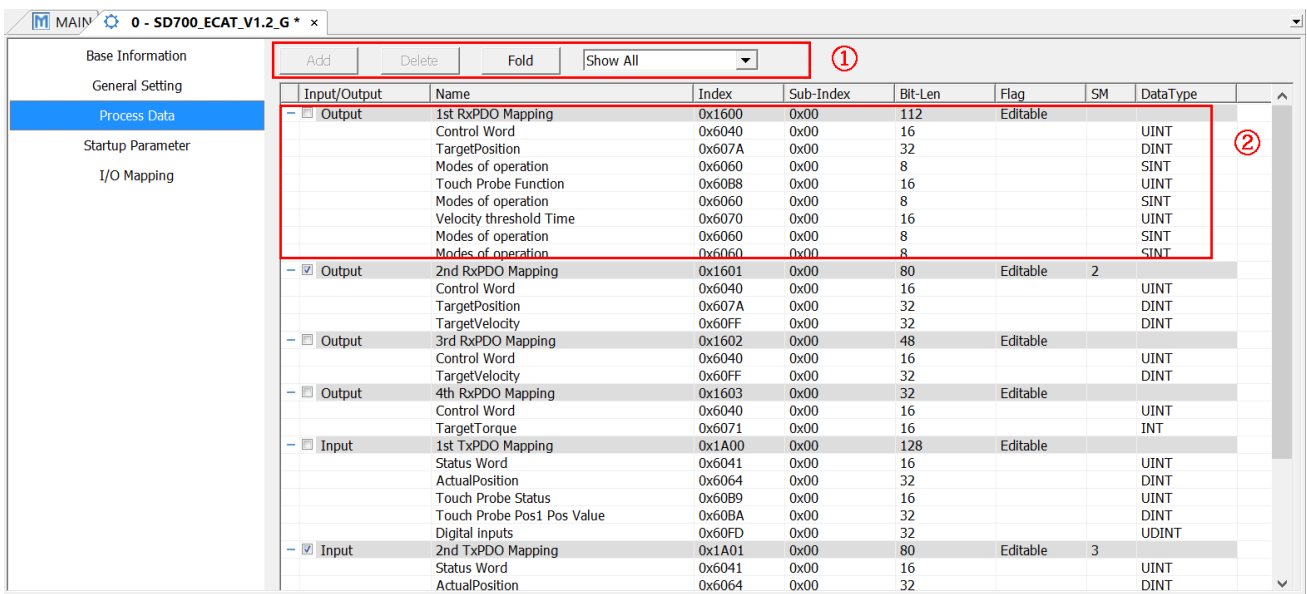 MAIN 0 - SD700_ECAT_V1.2_G * ×
Base Information
General Setting
Process Data
Startup Parameter
I/O Mapping
Add Delete Fold Show All ①
Input/Output Name Index Sub-Index Bit-Len Flag SM DataType
Output 1st RxPDO Mapping 0x1600 0x00 112 Editable
Control Word 0x6040 0x00 16 UINT
TargetPosition 0x607A 0x00 32 DINT
②
Modes of operation 0x6060 0x00 8 SINT
Touch Probe Function 0x60B8 0x00 16 UINT
Modes of operation 0x6060 0x00 8 SINT
Velocity threshold Time 0x6070 0x00 16 UINT
Modes of operation 0x6060 0x00 8 SINT
Modes of operation 0x6060 0x00 8 SINT
Output 2nd RxPDO Mapping 0x1601 0x00 80 Editable 2
Control Word 0x6040 0x00 16 UINT
TargetPosition 0x607A 0x00 32 DINT
TargetVelocity 0x60FF 0x00 32 DINT
Output 3rd RxPDO Mapping 0x1602 0x00 48 Editable
Control Word 0x6040 0x00 16 UINT
TargetVelocity 0x60FF 0x00 32 DINT
Output 4th RxPDO Mapping 0x1603 0x00 32 Editable
Control Word 0x6040 0x00 16 UINT
TargetTorque 0x6071 0x00 16 INT
Input 1st TxPDO Mapping 0x1A00 0x00 128 Editable
Status Word 0x6041 0x00 16 UINT
ActualPosition 0x6064 0x00 32 DINT
Touch Probe Status 0x60B9 0x00 16 UINT
Touch Probe Pos1 Pos Value 0x60BA 0x00 32 DINT
Digital inputs 0x60FD 0x00 32 UDINT
Input 2nd TxPDO Mapping 0x1A01 0x00 80 Editable 3
Status Word 0x6041 0x00 16 UINT
ActualPosition 0x6064 0x00 32 DINT